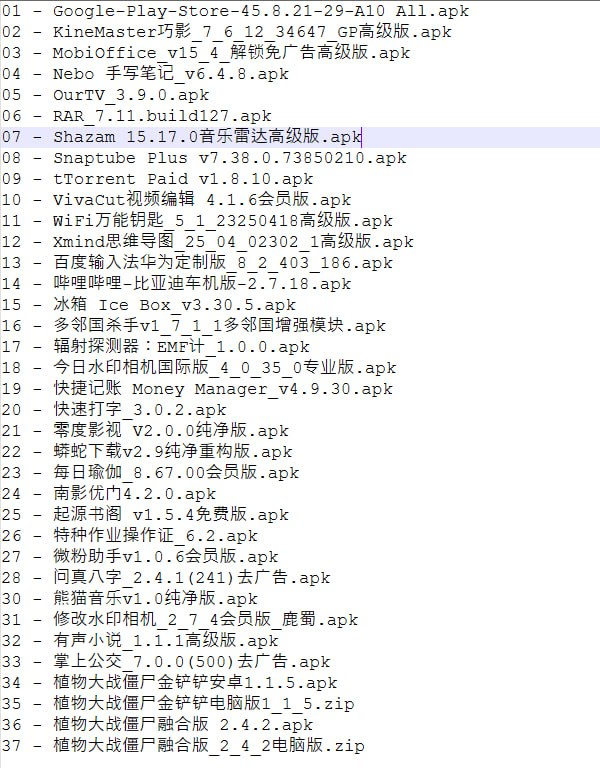 01 - Google-Play-Store-45.8.21-29-A10 All.apk
02 - KineMaster巧影_7_6_12_34647_GP高级版.apk
03 - MobiOffice_v15_4_解锁免广告高级版.apk
04 - Nebo 手写笔记_v6.4.8.apk
05 - OurTV_3.9.0.apk
06 - RAR_7.11.build127.apk
07 - Shazam 15.17.0音乐雷达高级版.apk
08 - Snaptube Plus v7.38.0.73850210.apk
09 - tTorrent Paid v1.8.10.apk
10 - VivaCut视频编辑 4.1.6会员版.apk
11 - WiFi万能钥匙_5_1_23250418高级版.apk
12 - Xmind思维导图_25_04_02302_1高级版.apk
13 - 百度输入法华为定制版_8_2_403_186.apk
14 - 哔哩哔哩-比亚迪车机版-2.7.18.apk
15 - 冰箱 Ice Box_v3.30.5.apk
16 - 多邻国杀手v1_7_1_1多邻国增强模块.apk
17 - 辐射探测器：EMF计_1.0.0.apk
18 - 今日水印相机国际版_4_0_35_0专业版.apk
19 - 快捷记账 Money Manager_v4.9.30.apk
20 - 快速打字_3.0.2.apk
21 - 零度影视 V2.0.0纯净版.apk
22 - 蟒蛇下载v2.9纯净重构版.apk
23 - 每日瑜伽_8.67.00会员版.apk
24 - 南影优门4.2.0.apk
25 - 起源书阁 v1.5.4免费版.apk
26 - 特种作业操作证_6.2.apk
27 - 微粉助手v1.0.6会员版.apk
28 - 问真八字_2.4.1(241)去广告.apk
30 - 熊猫音乐v1.0纯净版.apk
31 - 修改水印相机_2_7_4会员版_鹿蜀.apk
32 - 有声小说_1.1.1高级版.apk
33 - 掌上公交_7.0.0(500)去广告.apk
34 - 植物大战僵尸金铲铲安卓1.1.5.apk
35 - 植物大战僵尸金铲铲电脑版1_1_5.zip
36 - 植物大战僵尸融合版 2.4.2.apk
37 - 植物大战僵尸融合版_2_4_2电脑版.zip